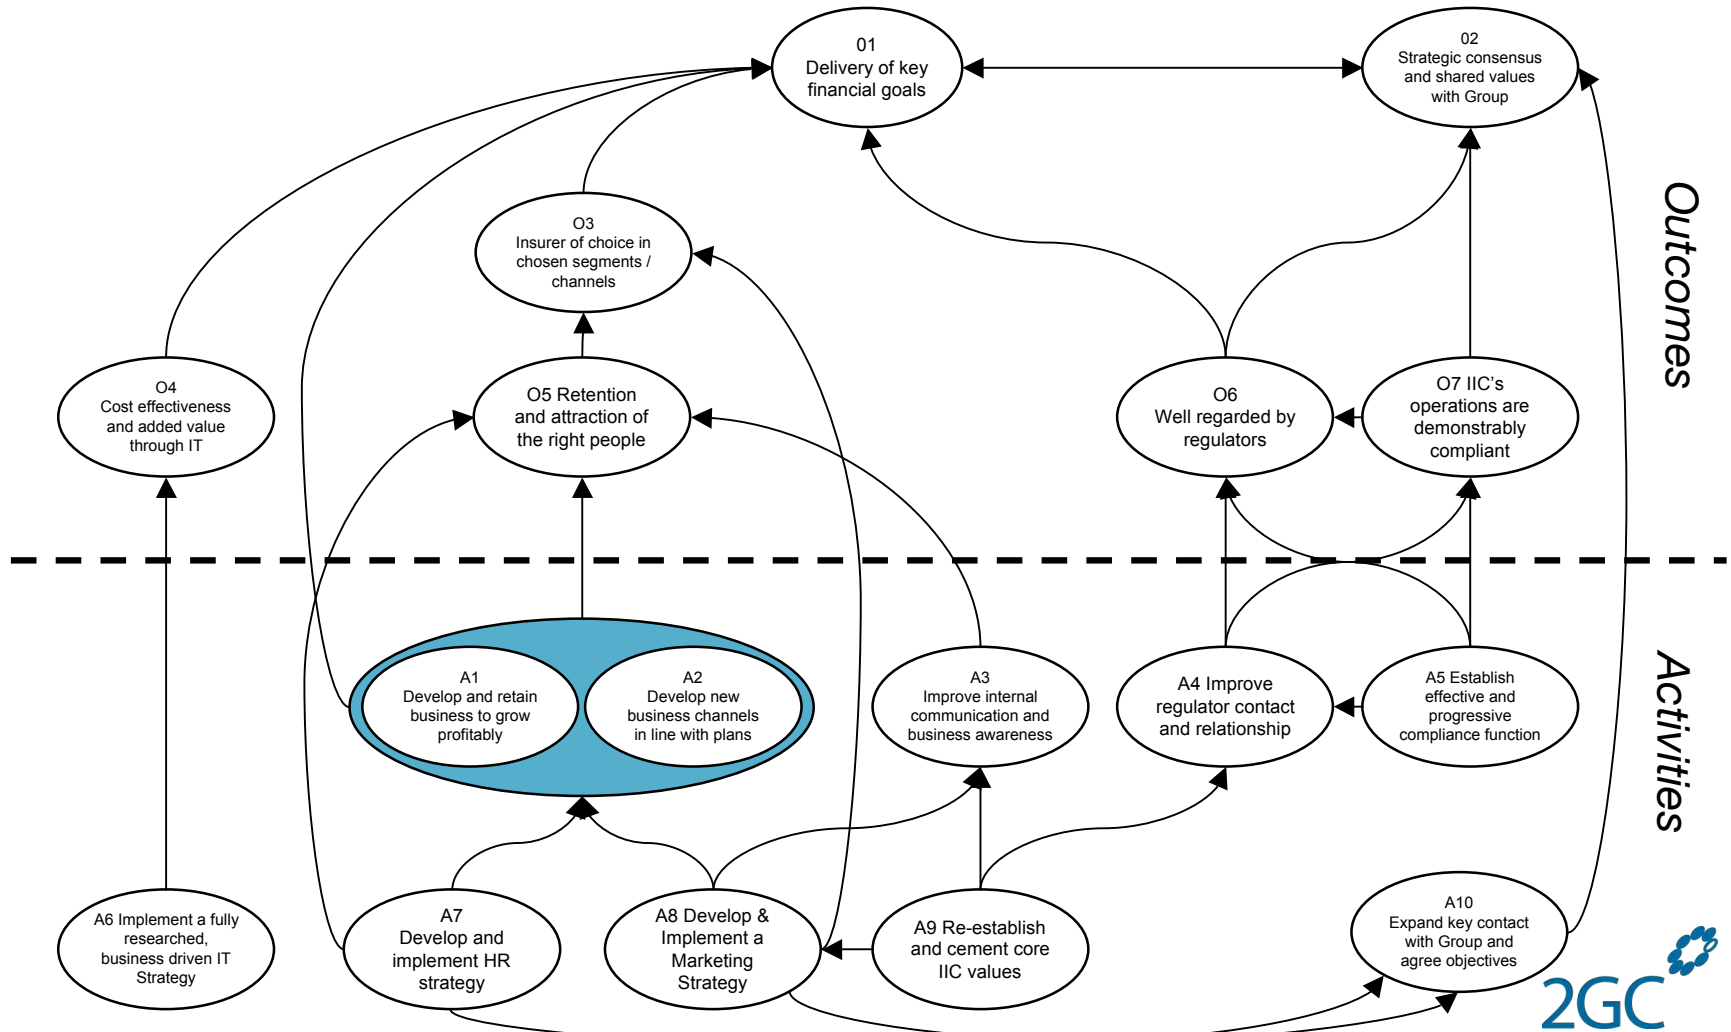 01
Delivery of key
financial goals
02
Strategic consensus
and shared values
with Group
O3
Insurer of choice in
chosen segments /
channels
Outcomes
O4
Cost effectiveness
and added value
through IT
O5 Retention
and attraction of
the right people
O6
Well regarded by
regulators
O7 IIC's
operations are
demonstrably
compliant
A1
Develop and retain
business to grow
profitably
A2
Develop new
business channels
in line with plans
A3
Improve internal
communication and
business awareness
A4 Improve
regulator contact
and relationship
A5 Establish
effective and
progressive
compliance function
Activities
A6 Implement a fully
researched,
business driven IT
Strategy
A7
Develop and
implement HR
strategy
A8 Develop &
Implement a
Marketing
Strategy
A9 Re-establish
and cement core
IIC values
A10
Expand key contact
with Group and
agree objectives
2GC